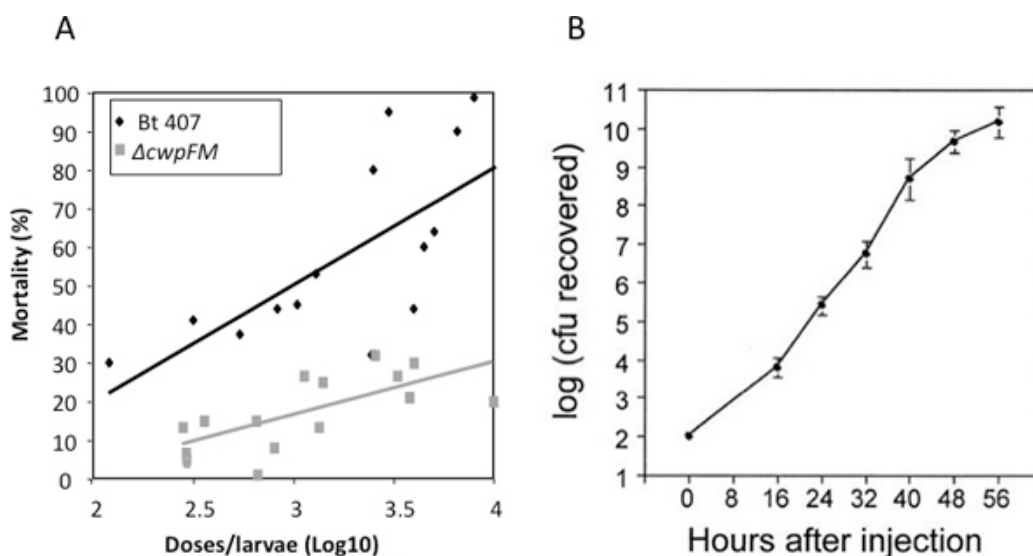 A
B
100
90
80
70
60
50
40
30
20
10
0
Mortality (%)
Bt 407
ΔcwpFM
2 2.5 3 3.5 4
Doses/larvae (Log10)
11
10
9
8
7
6
5
4
3
2
1
log (cfu recovered)
0 8 16 24 32 40 48 56
Hours after injection